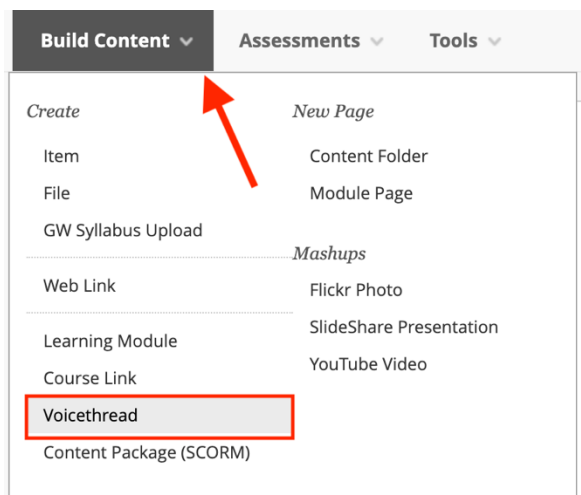 Build Content Assessments Tools
Create
Item
File
GW Syllabus Upload
Web Link
Learning Module
Course Link
Voicethread
Content Package (SCORM)
New Page
Content Folder
Module Page
Mashups
Flickr Photo
SlideShare Presentation
YouTube Video